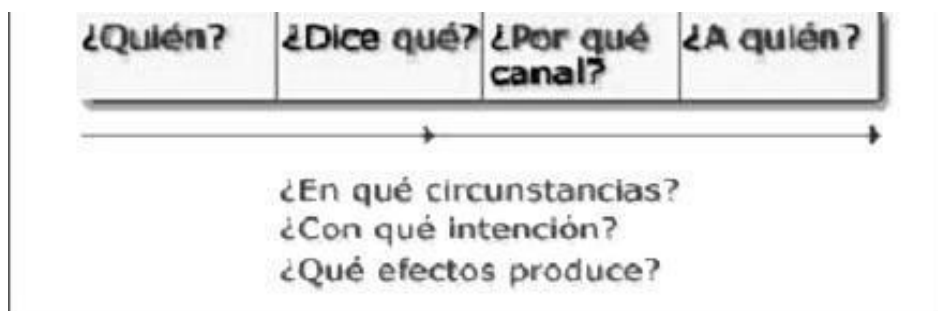 ¿Quién? ¿Dice qué? ¿Por qué canal? ¿A quién?
¿En qué circunstancias?
¿Con qué intención?
¿Qué efectos produce?